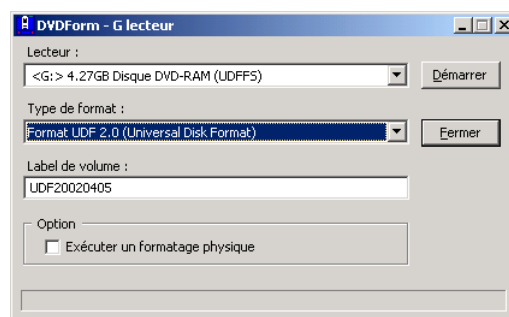 DVDForm - G lecteur
Lecteur :
<G:> 4.27GB Disque DVD-RAM (UDFFS)
Démarrer
Type de format :
Format UDF 2.0 (Universal Disk Format)
Fermer
Label de volume :
UDF20020405
Option
Exécuter un formatage physique